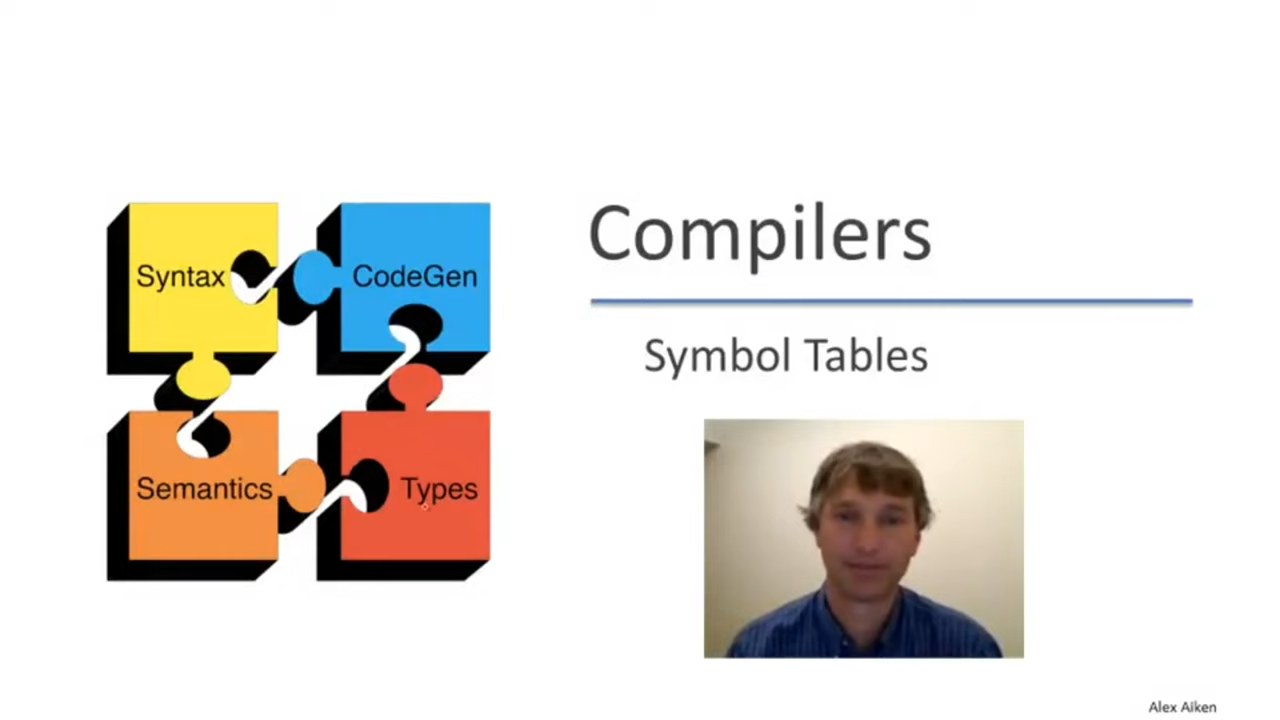 Syntax
CodeGen
Semantics
Types
Compilers
Symbol Tables
Alex Aiken